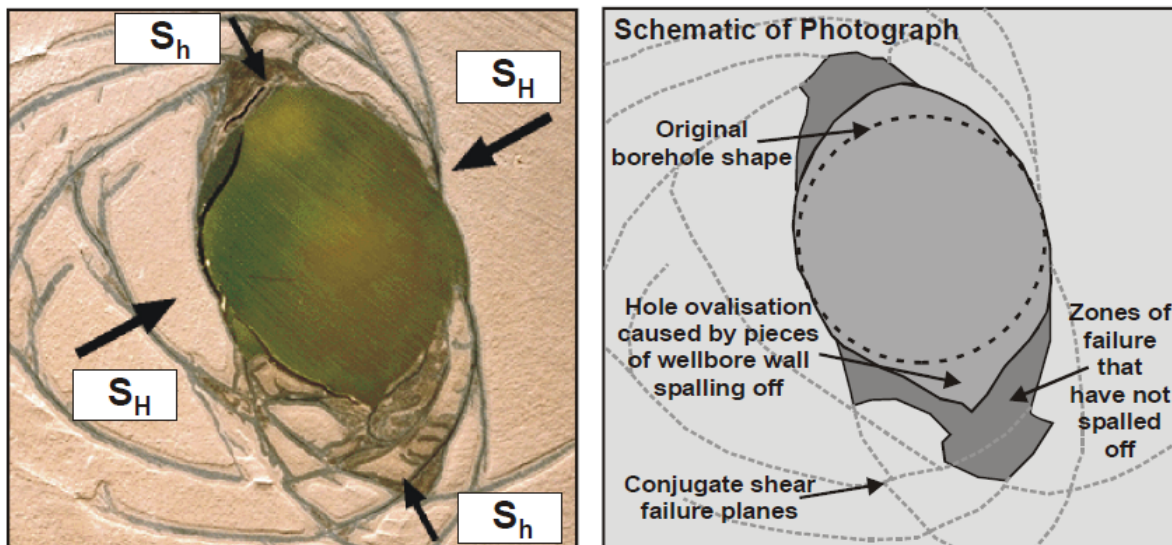 Sh
SH
SH
Sh
Schematic of Photograph
Original
borehole shape
Hole ovalisation
caused by pieces
of wellbore wall
spalling off
Zones of
failure
that
have not
spalled
off
Conjugate shear
failure planes